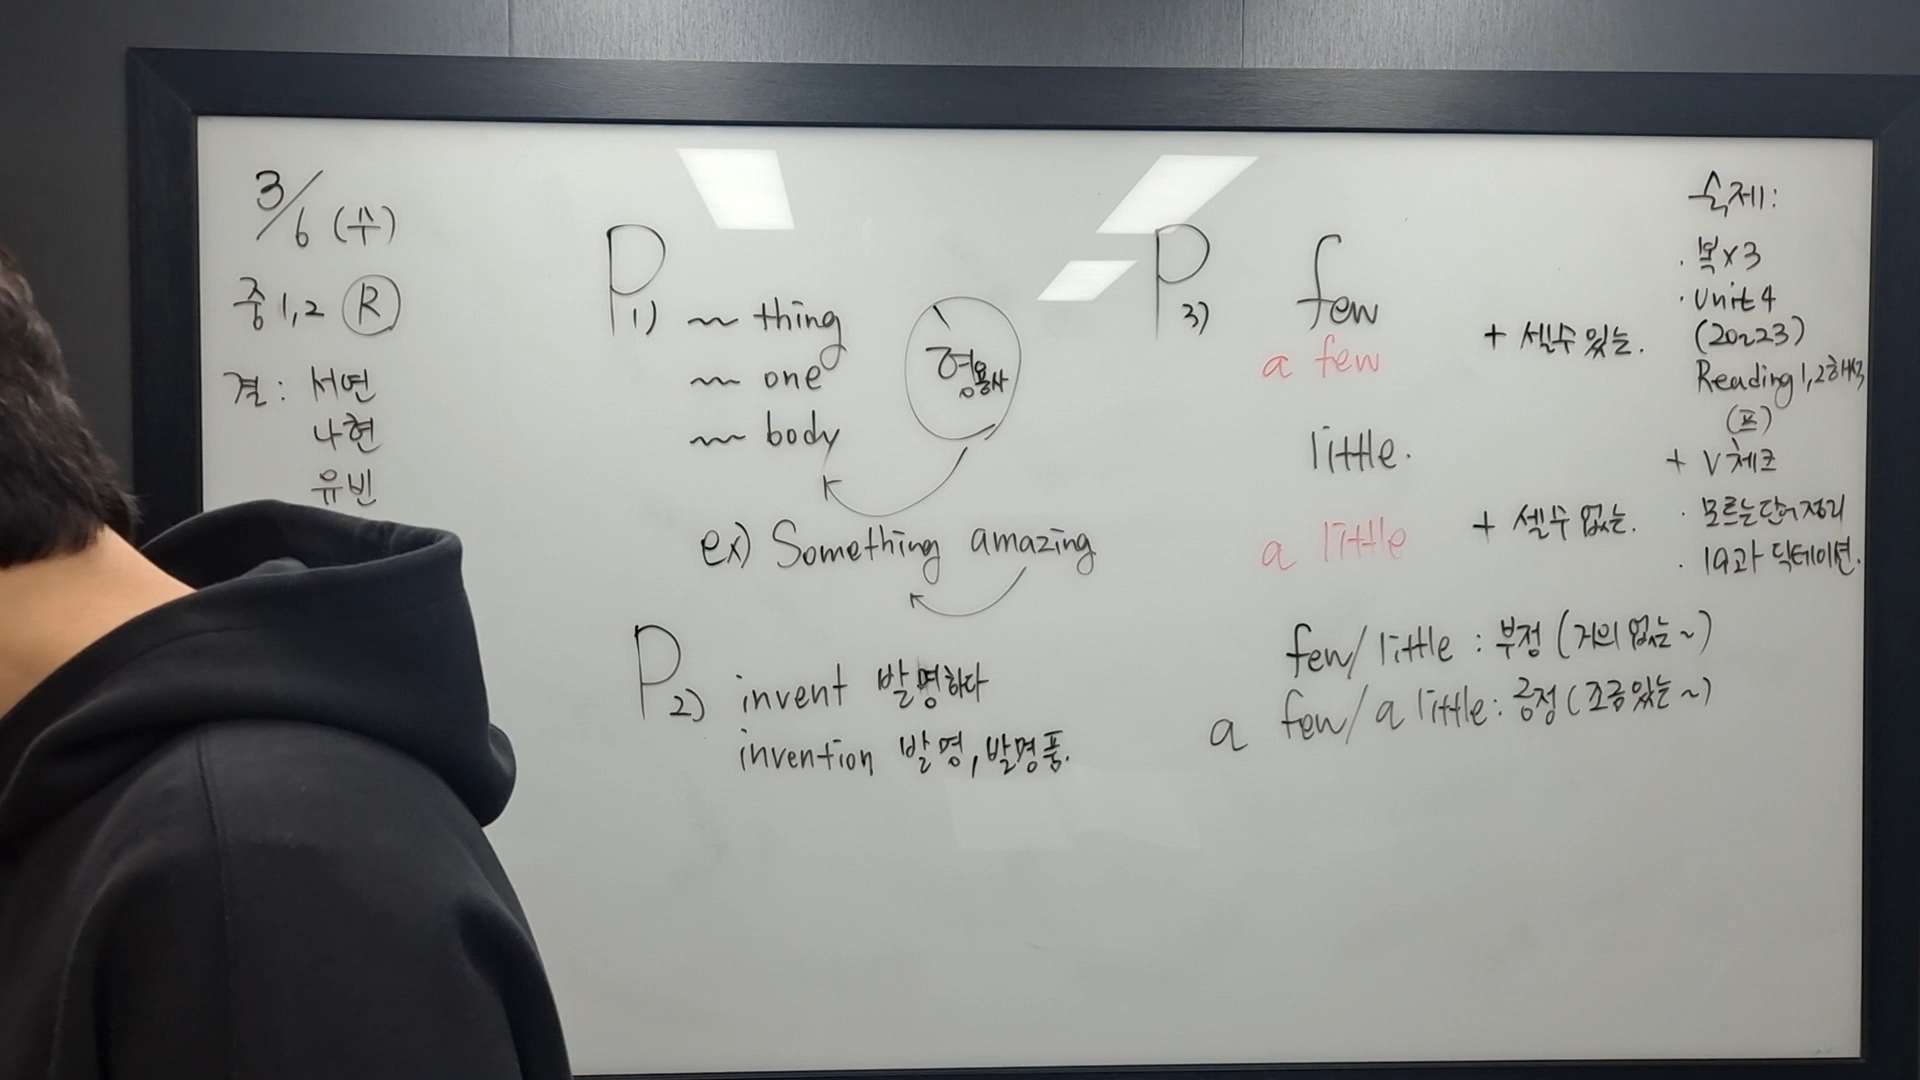 3/6 (수)
중 1,2 Ⓡ
결 : 서연
나현
유빈
P1) ~ thing
~ one
~ body
형용사
ex) Something amazing
P2) invent 발명하다
invention 발명, 발명품.
P3) few
a few
+ 셀수 있는.
little.
a little
+ 셀수 없는.
few/little : 부정 (거의 없는~)
a few/a little : 긍정 (조금 있는~)
숙제 :
· 복x3
· Unit 4
(20~23)
Reading 1,2 해석
(프)
+ V 체크
· 모르는단어정리
· 19과 딕테이션.